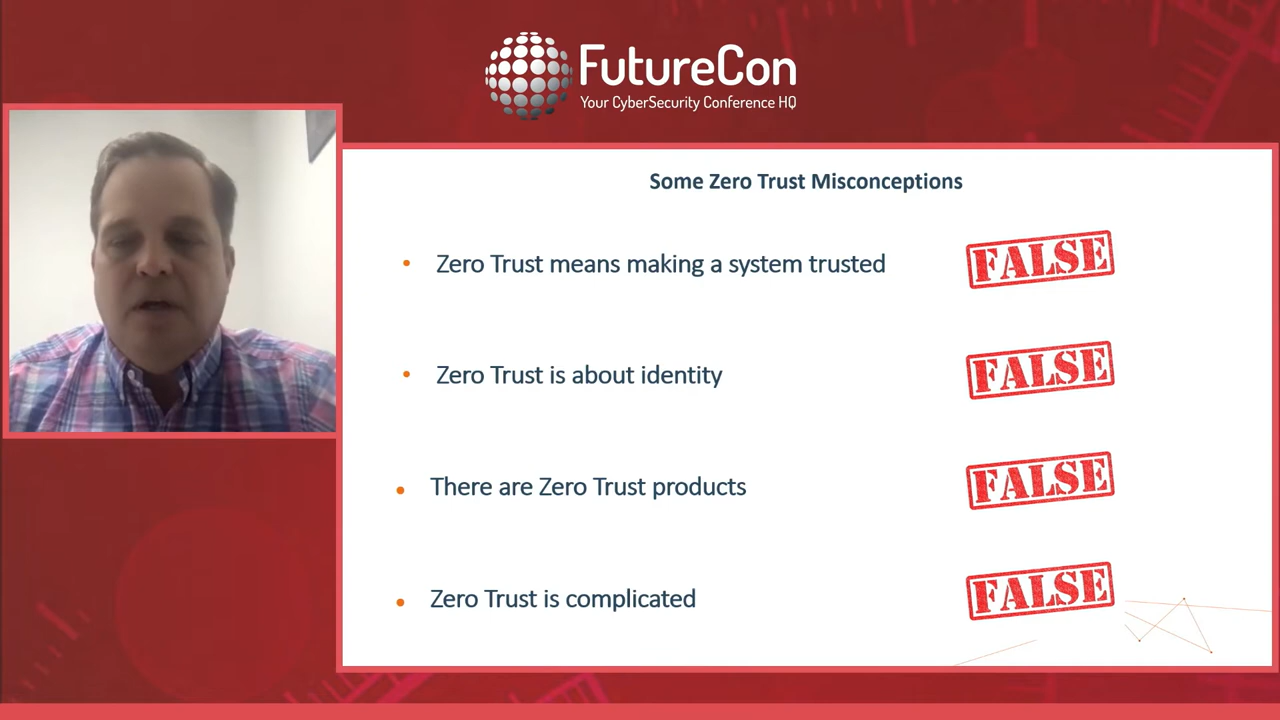 FutureCon
Your CyberSecurity Conference HQ
Some Zero Trust Misconceptions
• Zero Trust means making a system trusted
FALSE
• Zero Trust is about identity
FALSE
• There are Zero Trust products
FALSE
• Zero Trust is complicated
FALSE